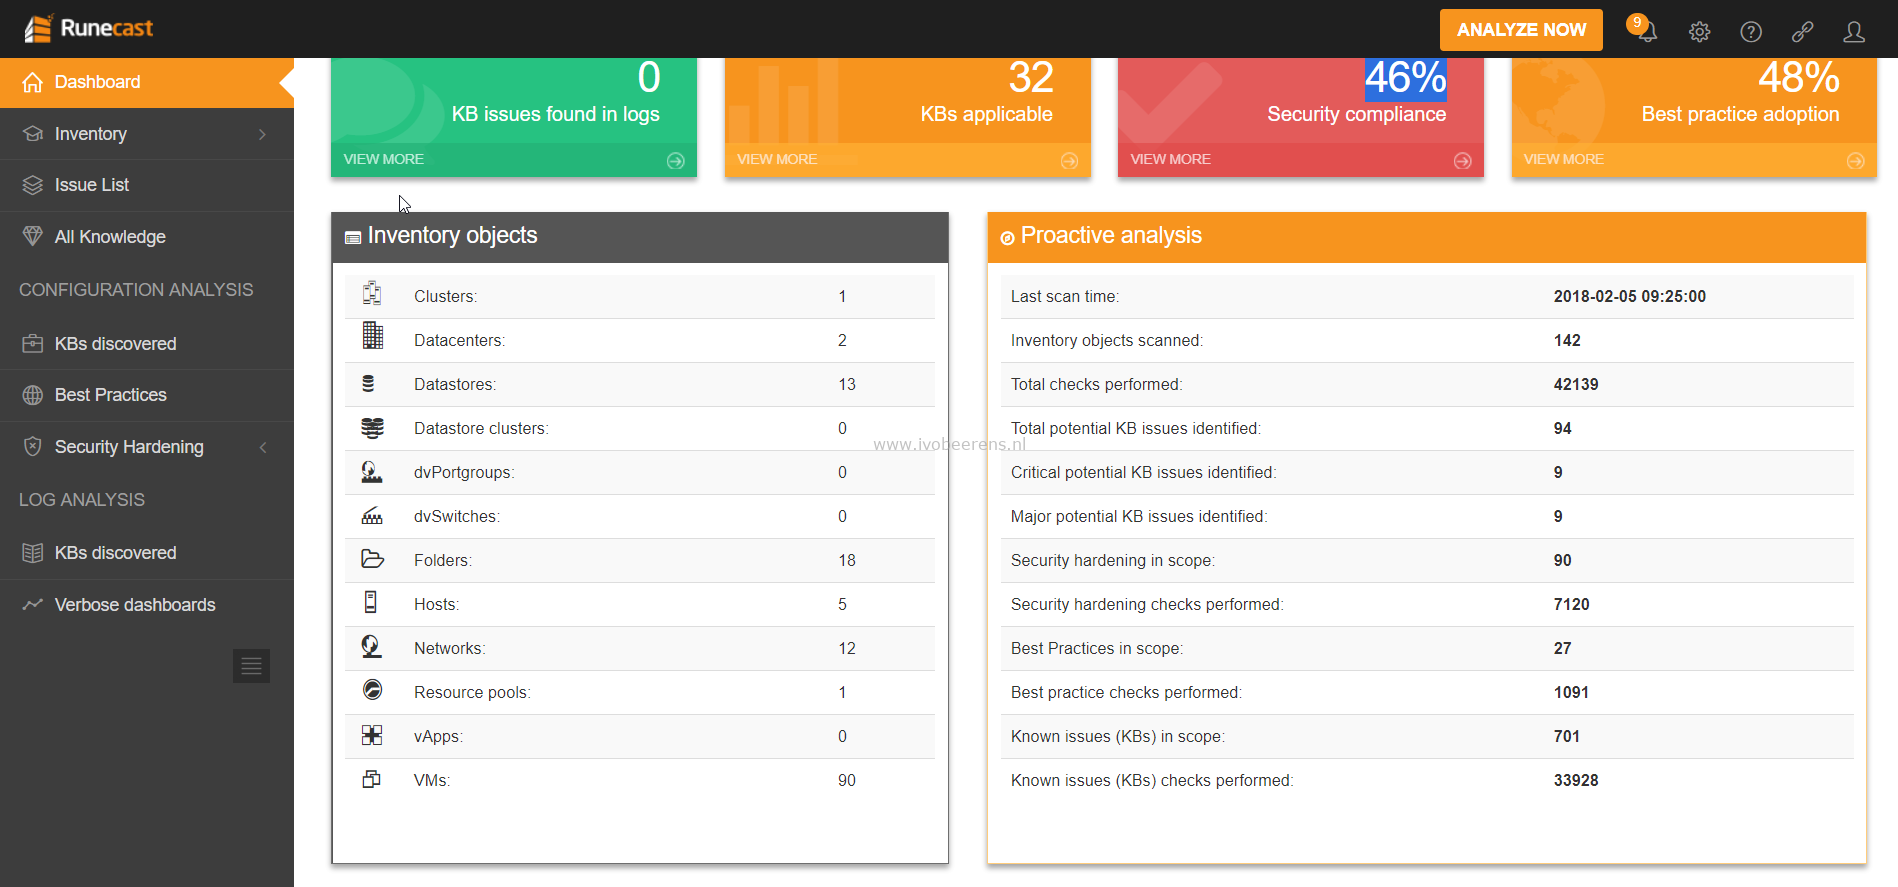 Runecast
ANALYZE NOW
9
Dashboard
Inventory
Issue List
All Knowledge
CONFIGURATION ANALYSIS
KBs discovered
Best Practices
Security Hardening
LOG ANALYSIS
KBs discovered
Verbose dashboards
0
KB issues found in logs
VIEW MORE
32
KBs applicable
VIEW MORE
46%
Security compliance
VIEW MORE
48%
Best practice adoption
VIEW MORE
Inventory objects
Clusters: 1
Datacenters: 2
Datastores: 13
Datastore clusters: 0
dvPortgroups: 0
dvSwitches: 0
Folders: 18
Hosts: 5
Networks: 12
Resource pools: 1
vApps: 0
VMs: 90
www.ivobeerens.nl
Proactive analysis
Last scan time: 2018-02-05 09:25:00
Inventory objects scanned: 142
Total checks performed: 42139
Total potential KB issues identified: 94
Critical potential KB issues identified: 9
Major potential KB issues identified: 9
Security hardening in scope: 90
Security hardening checks performed: 7120
Best Practices in scope: 27
Best practice checks performed: 1091
Known issues (KBs) in scope: 701
Known issues (KBs) checks performed: 33928